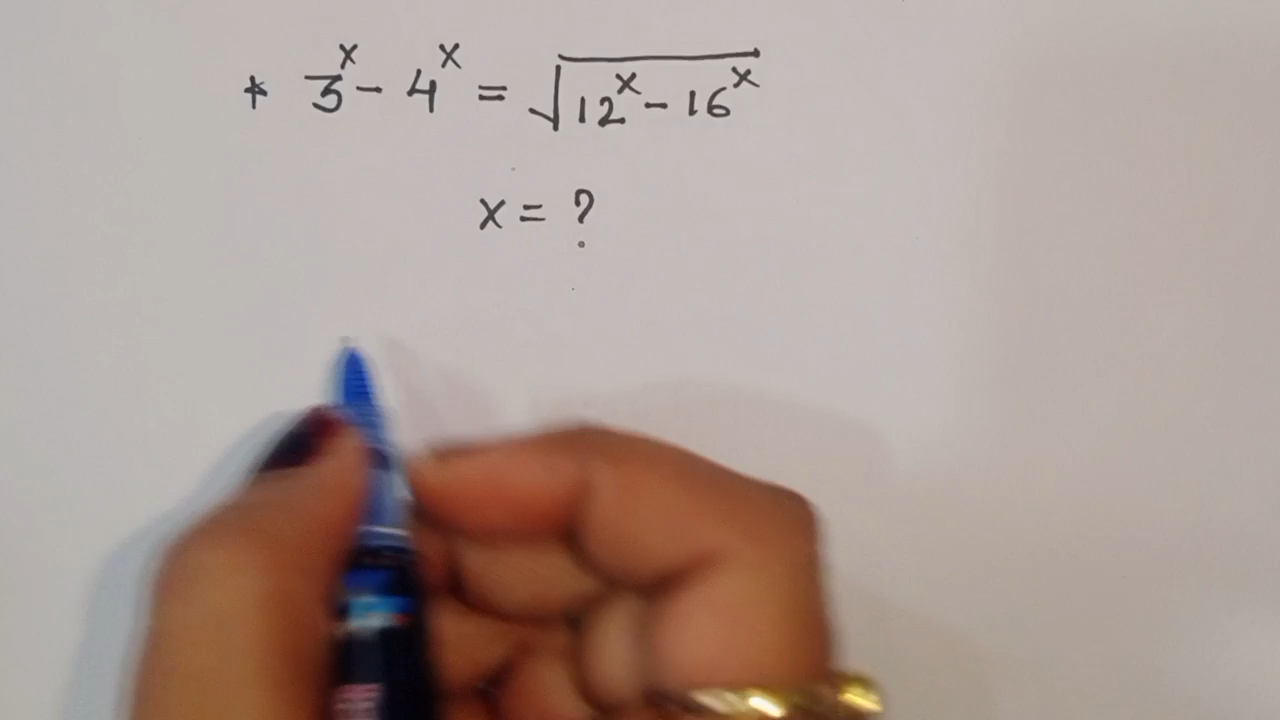 * 3^x - 4^x = √(12^x - 16^x)
x = ?